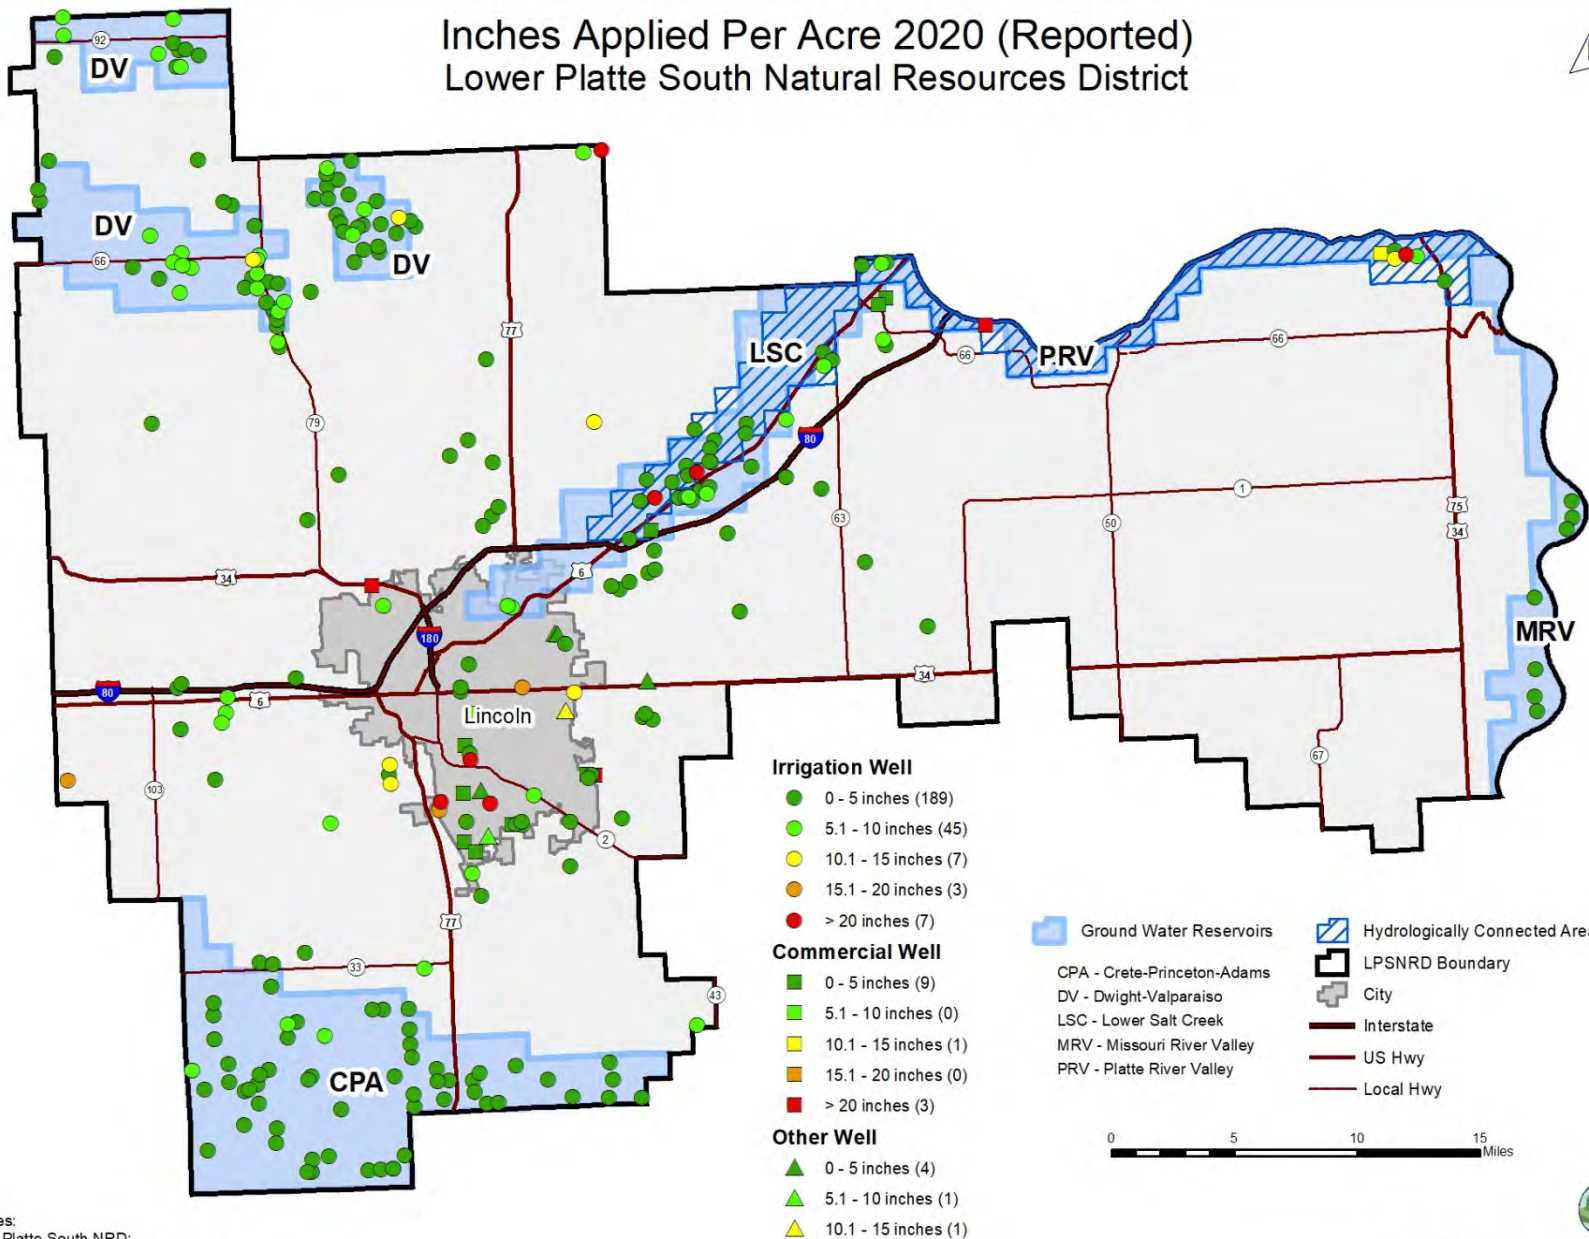 Inches Applied Per Acre 2020 (Reported)
Lower Platte South Natural Resources District
92
DV
DV
66
DV
77
79
LSC
66
PRV
66
80
63
1
50
75
34
34
6
180
MRV
80
6
34
Lincoln
103
67
2
77
33
43
CPA
Irrigation Well
0 - 5 inches (189)
5.1 - 10 inches (45)
10.1 - 15 inches (7)
15.1 - 20 inches (3)
> 20 inches (7)
Commercial Well
0 - 5 inches (9)
5.1 - 10 inches (0)
10.1 - 15 inches (1)
15.1 - 20 inches (0)
> 20 inches (3)
Other Well
0 - 5 inches (4)
5.1 - 10 inches (1)
10.1 - 15 inches (1)
Ground Water Reservoirs
CPA - Crete-Princeton-Adams
DV - Dwight-Valparaiso
LSC - Lower Salt Creek
MRV - Missouri River Valley
PRV - Platte River Valley
Hydrologically Connected Area
LPSNRD Boundary
City
Interstate
US Hwy
Local Hwy
0 5 10 15
Miles
es:
Platte South NRD: